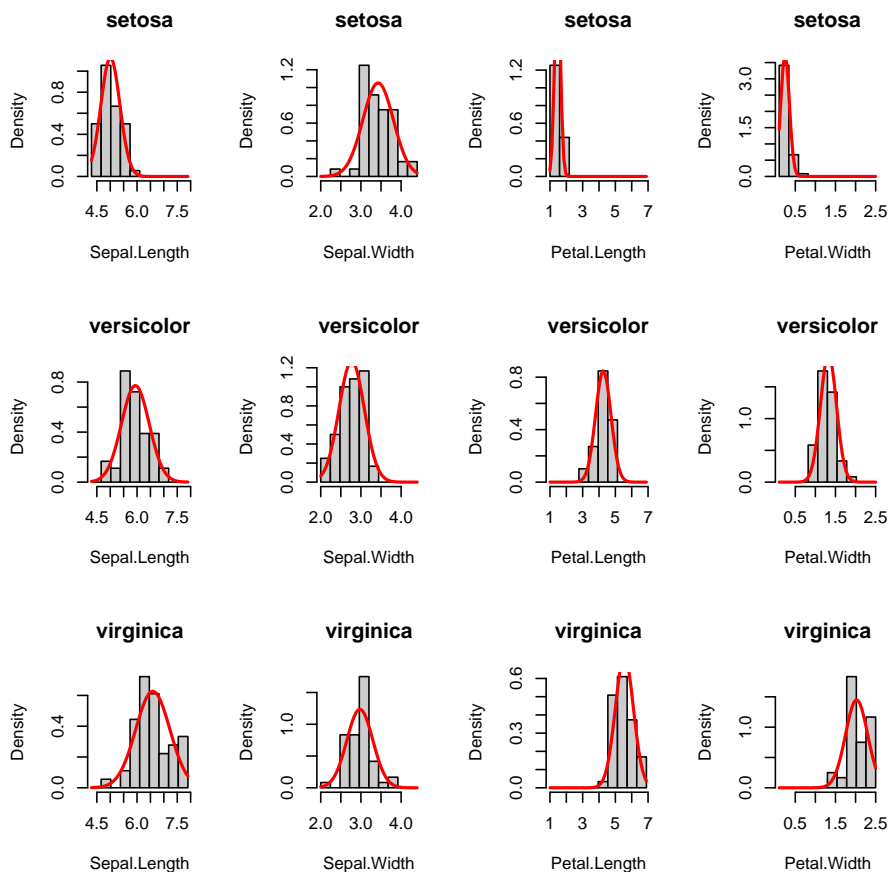 setosa
Density
0.0 0.4 0.8
4.5 6.0 7.5
Sepal.Length
setosa
Density
0.0 0.6 1.2
2.0 3.0 4.0
Sepal.Width
setosa
Density
0.0 0.6 1.2
1 3 5 7
Petal.Length
setosa
Density
0.0 1.5 3.0
0.5 1.5 2.5
Petal.Width
versicolor
Density
0.0 0.4 0.8
4.5 6.0 7.5
Sepal.Length
versicolor
Density
0.0 0.4 0.8 1.2
2.0 3.0 4.0
Sepal.Width
versicolor
Density
0.0 0.4 0.8
1 3 5 7
Petal.Length
versicolor
Density
0.0 1.0
0.5 1.5 2.5
Petal.Width
virginica
Density
0.0 0.4
4.5 6.0 7.5
Sepal.Length
virginica
Density
0.0 1.0
2.0 3.0 4.0
Sepal.Width
virginica
Density
0.0 0.3 0.6
1 3 5 7
Petal.Length
virginica
Density
0.0 1.0
0.5 1.5 2.5
Petal.Width